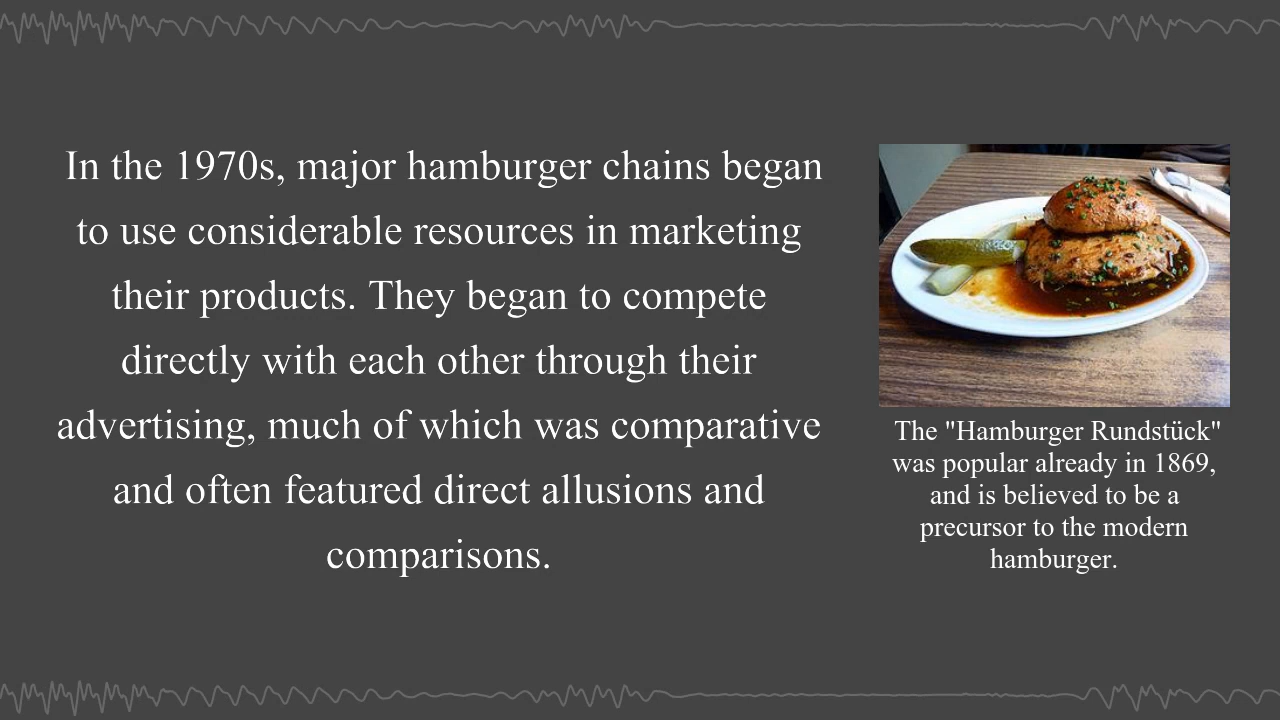 In the 1970s, major hamburger chains began
to use considerable resources in marketing
their products. They began to compete
directly with each other through their
advertising, much of which was comparative
and often featured direct allusions and
comparisons.
The "Hamburger Rundstück"
was popular already in 1869,
and is believed to be a
precursor to the modern
hamburger.